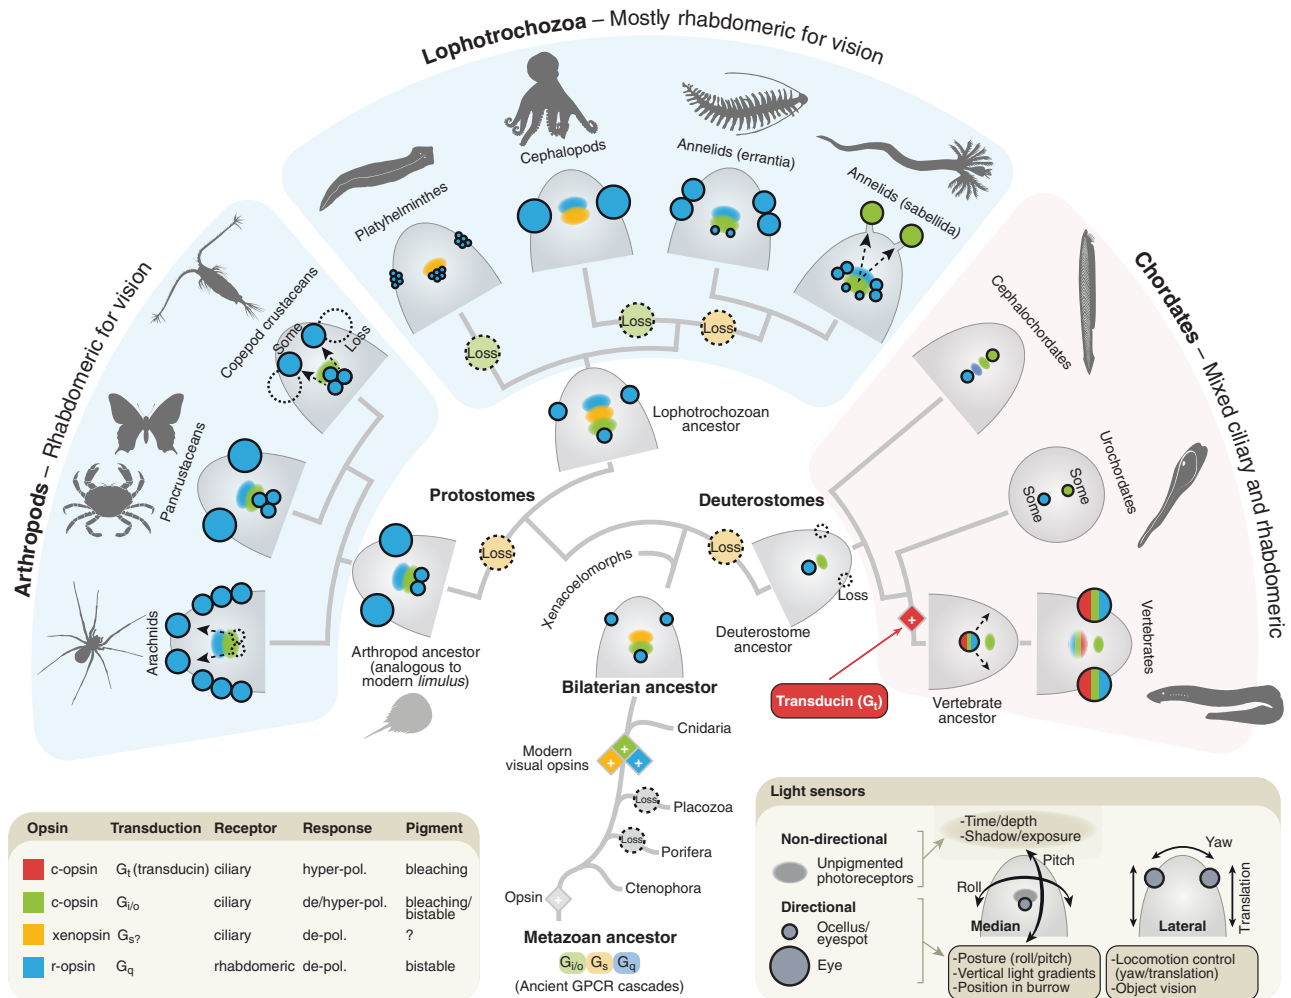 Lophotrochozoa – Mostly rhabdomeric for vision
Arthropods – Rhabdomeric for vision
Chordates – Mixed ciliary and rhabdomeric
Platyhelminthes
Cephalopods
Annelids (errantia)
Annelids (sabellida)
Loss
Loss
Loss
Lophotrochozoan
ancestor
Copepod crustaceans
Some
Loss
Pancrustaceans
Arachnids
Arthropod ancestor
(analogous to
modern limulus)
Protostomes
Loss
Deuterostomes
Loss
Loss
Deuterostome
ancestor
Xenacoelomorphs
Cephalochordates
Urochordates
Some
Some
Vertebrates
Vertebrate
ancestor
+
Transducin (Gt)
Bilaterian ancestor
Cnidaria
Modern
visual opsins
+
+
+
Loss
Placozoa
Loss
Porifera
Ctenophora
Opsin
+
Metazoan ancestor
Gi/o Gs Gq
(Ancient GPCR cascades)
Opsin Transduction Receptor Response Pigment
c-opsin Gt (transducin) ciliary hyper-pol. bleaching
c-opsin Gi/o ciliary de/hyper-pol. bleaching/
bistable
xenopsin Gs? ciliary de-pol. ?
r-opsin Gq rhabdomeric de-pol. bistable
Light sensors
Non-directional
Unpigmented
photoreceptors
Directional
Ocellus/
eyespot
Eye
-Time/depth
-Shadow/exposure
Pitch
Roll
Median
-Posture (roll/pitch)
-Vertical light gradients
-Position in burrow
Yaw
Translation
Lateral
-Locomotion control
(yaw/translation)
-Object vision